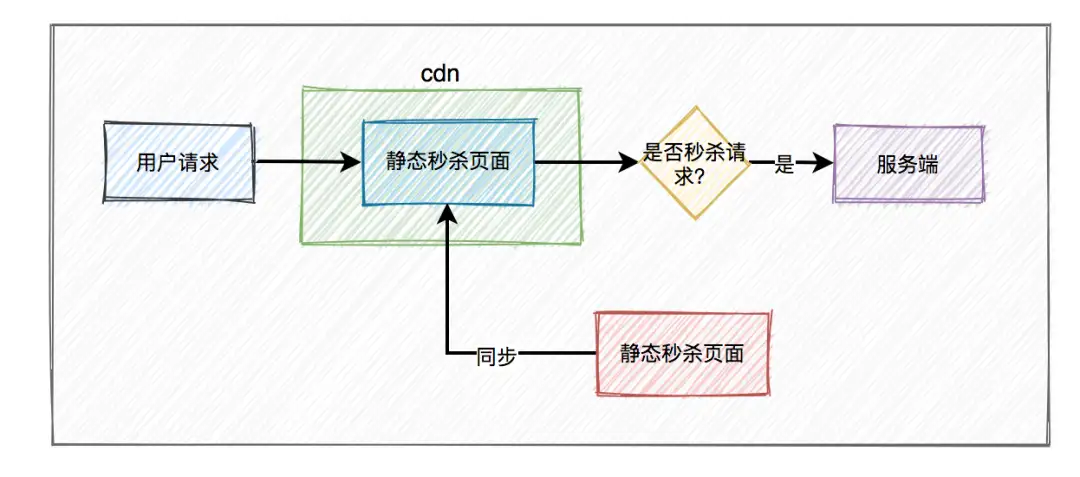 cdn
用户请求
静态秒杀页面
是否秒杀请
求?
是
服务端
同步
静态秒杀页面